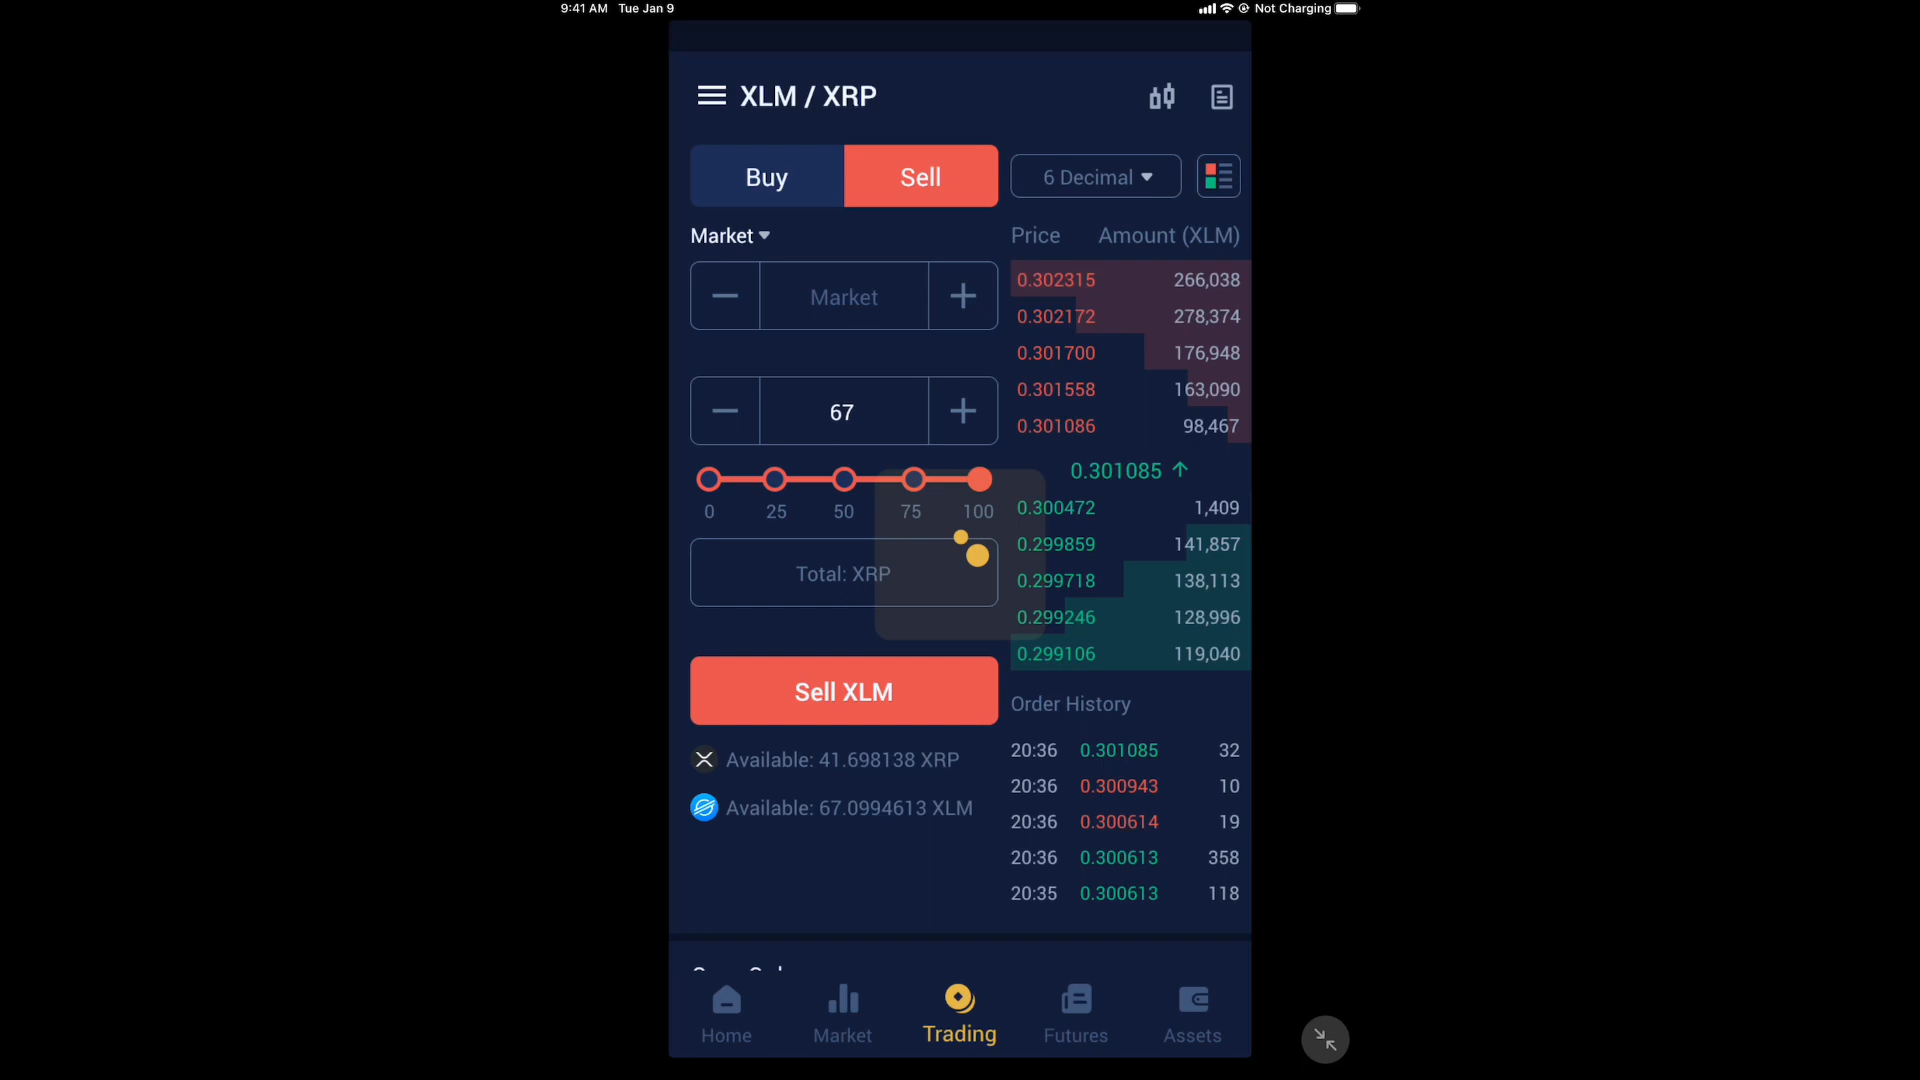 9:41 AM Tue Jan 9
Not Charging
XLM / XRP
Buy
Sell
6 Decimal
Market
Price
Amount (XLM)
Market
0.302315 266,038
0.302172 278,374
0.301700 176,948
0.301558 163,090
0.301086 98,467
67
0 25 50 75 100
0.301085
0.300472 1,409
0.299859 141,857
0.299718 138,113
0.299246 128,996
0.299106 119,040
Total: XRP
Sell XLM
Available: 41.698138 XRP
Available: 67.0994613 XLM
Order History
20:36 0.301085 32
20:36 0.300943 10
20:36 0.300614 19
20:36 0.300613 358
20:35 0.300613 118
Home
Market
Trading
Futures
Assets